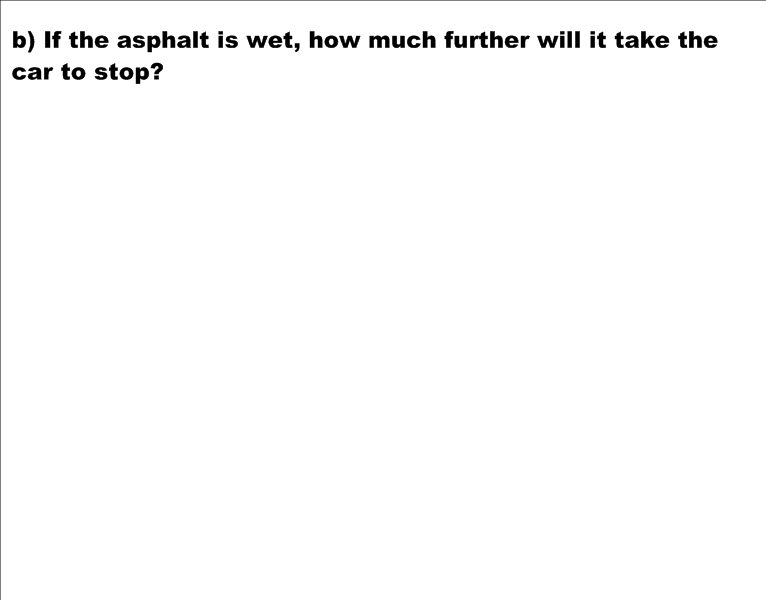 b) If the asphalt is wet, how much further will it take the
car to stop?